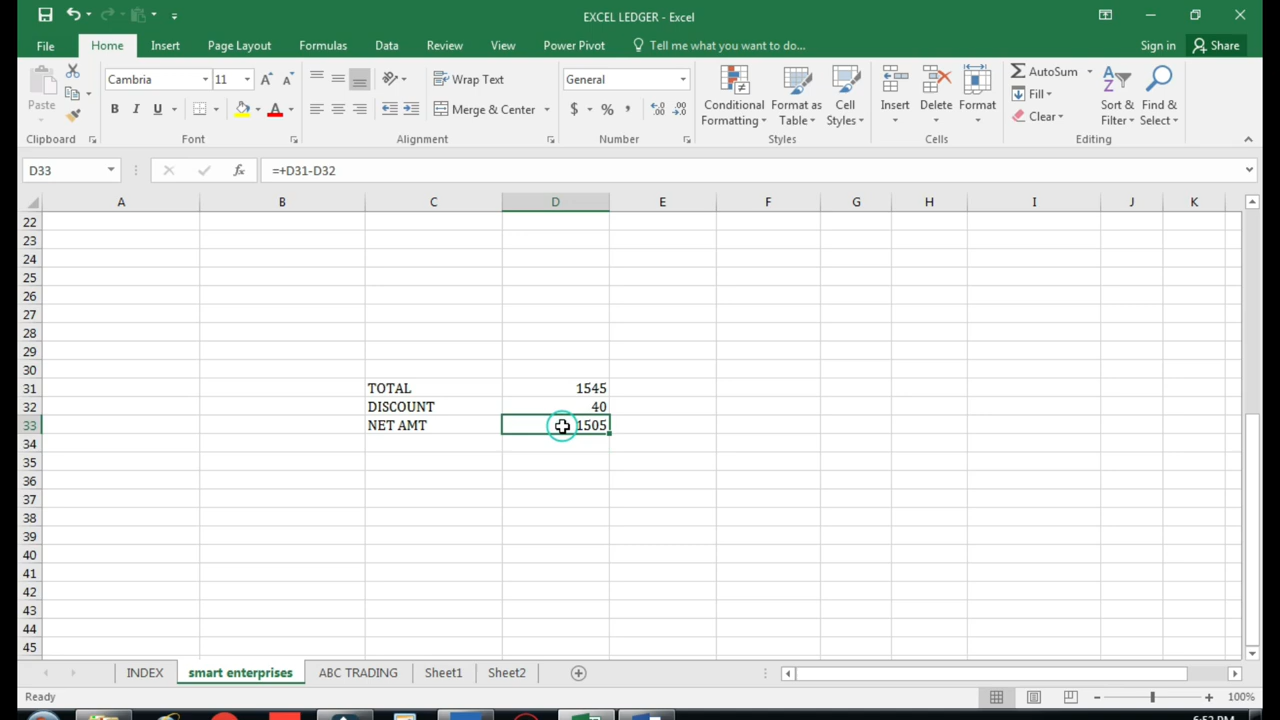 EXCEL LEDGER - Excel
File Home Insert Page Layout Formulas Data Review View Power Pivot Tell me what you want to do... Sign in Share
Paste
Clipboard
Cambria 11
B I U A
Font
Wrap Text
Merge & Center
Alignment
General
$ % ,
Number
Conditional Formatting
Format as Table
Cell Styles
Styles
Insert Delete Format
Cells
AutoSum
Fill
Clear
Sort & Filter
Find & Select
Editing
D33 fx =+D31-D32
A B C D E F G H I J K
22
23
24
25
26
27
28
29
30
31 TOTAL 1545
32 DISCOUNT 40
33 NET AMT 1505
34
35
36
37
38
39
40
41
42
43
44
45
INDEX smart enterprises ABC TRADING Sheet1 Sheet2
Ready 100%